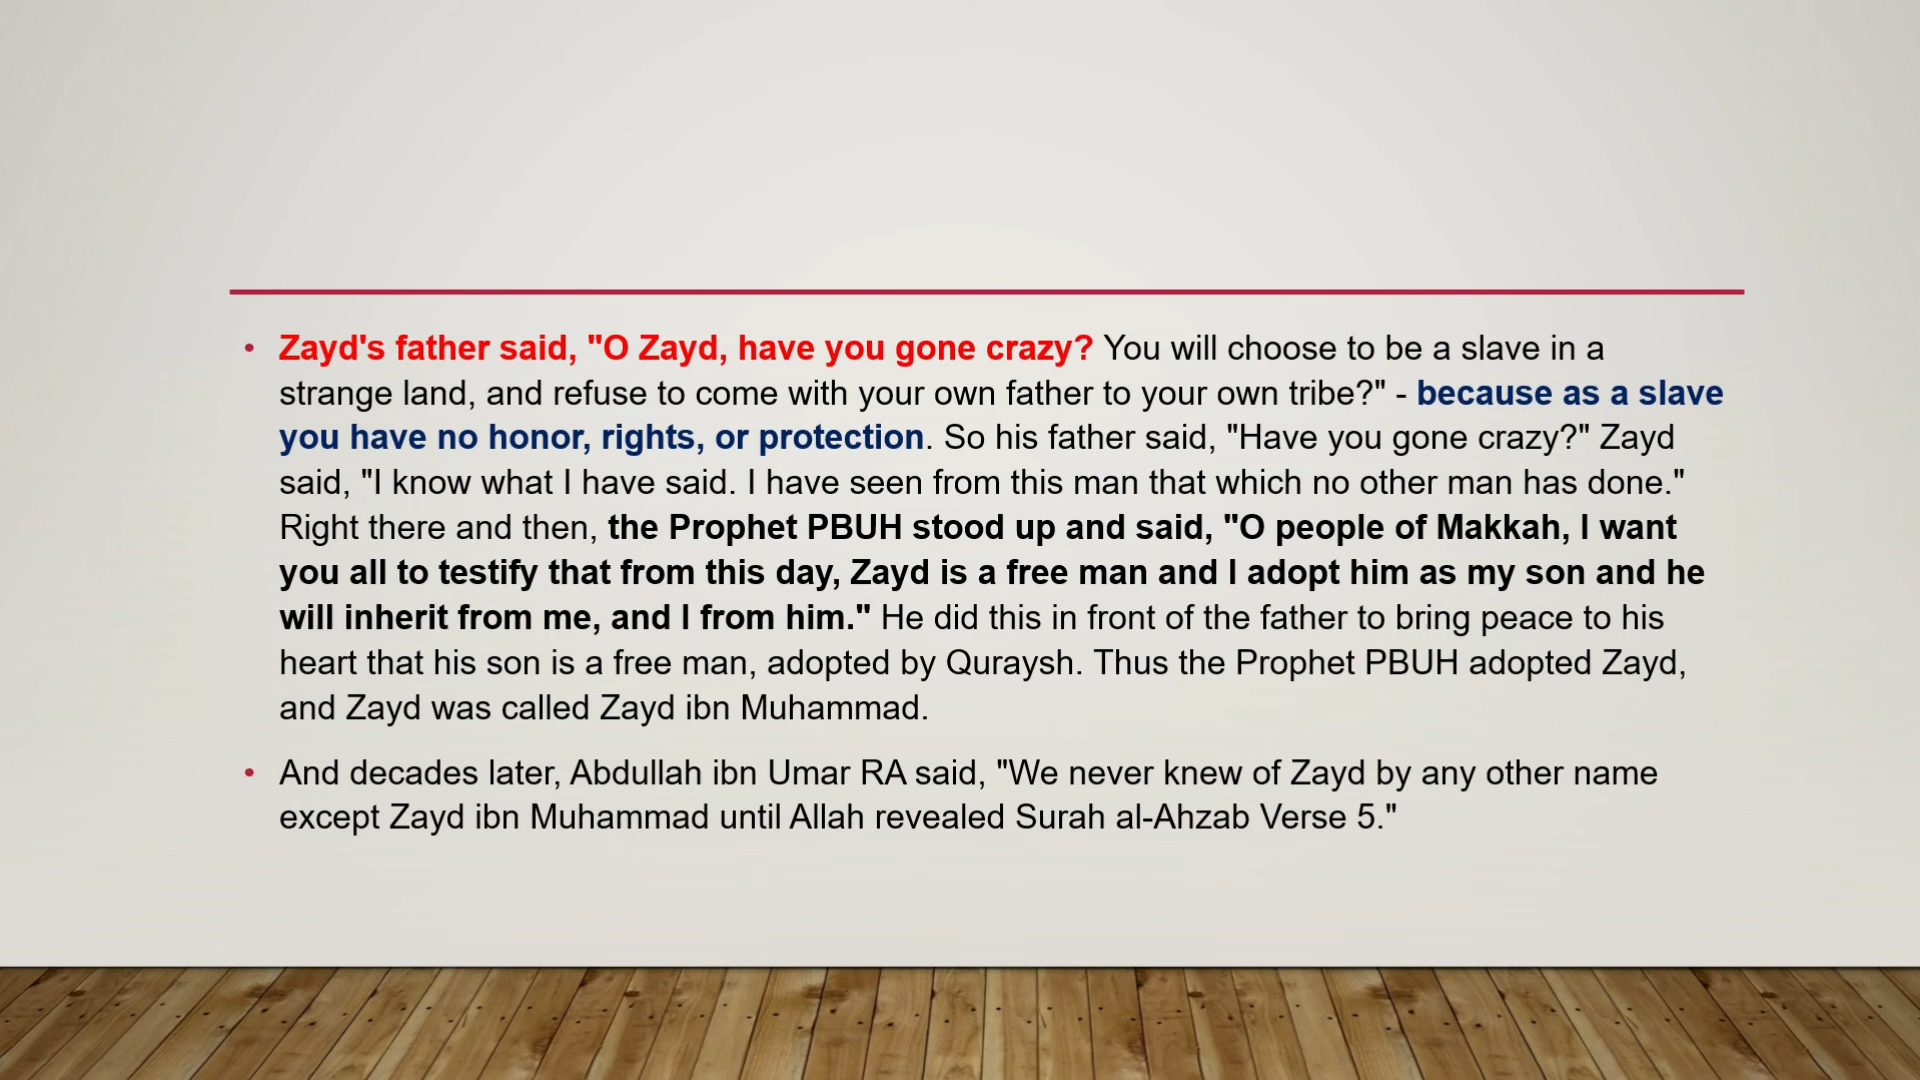 • Zayd's father said, "O Zayd, have you gone crazy? You will choose to be a slave in a
strange land, and refuse to come with your own father to your own tribe?" - because as a slave
you have no honor, rights, or protection. So his father said, "Have you gone crazy?" Zayd
said, "I know what I have said. I have seen from this man that which no other man has done."
Right there and then, the Prophet PBUH stood up and said, "O people of Makkah, I want
you all to testify that from this day, Zayd is a free man and I adopt him as my son and he
will inherit from me, and I from him." He did this in front of the father to bring peace to his
heart that his son is a free man, adopted by Quraysh. Thus the Prophet PBUH adopted Zayd,
and Zayd was called Zayd ibn Muhammad.
• And decades later, Abdullah ibn Umar RA said, "We never knew of Zayd by any other name
except Zayd ibn Muhammad until Allah revealed Surah al-Ahzab Verse 5."